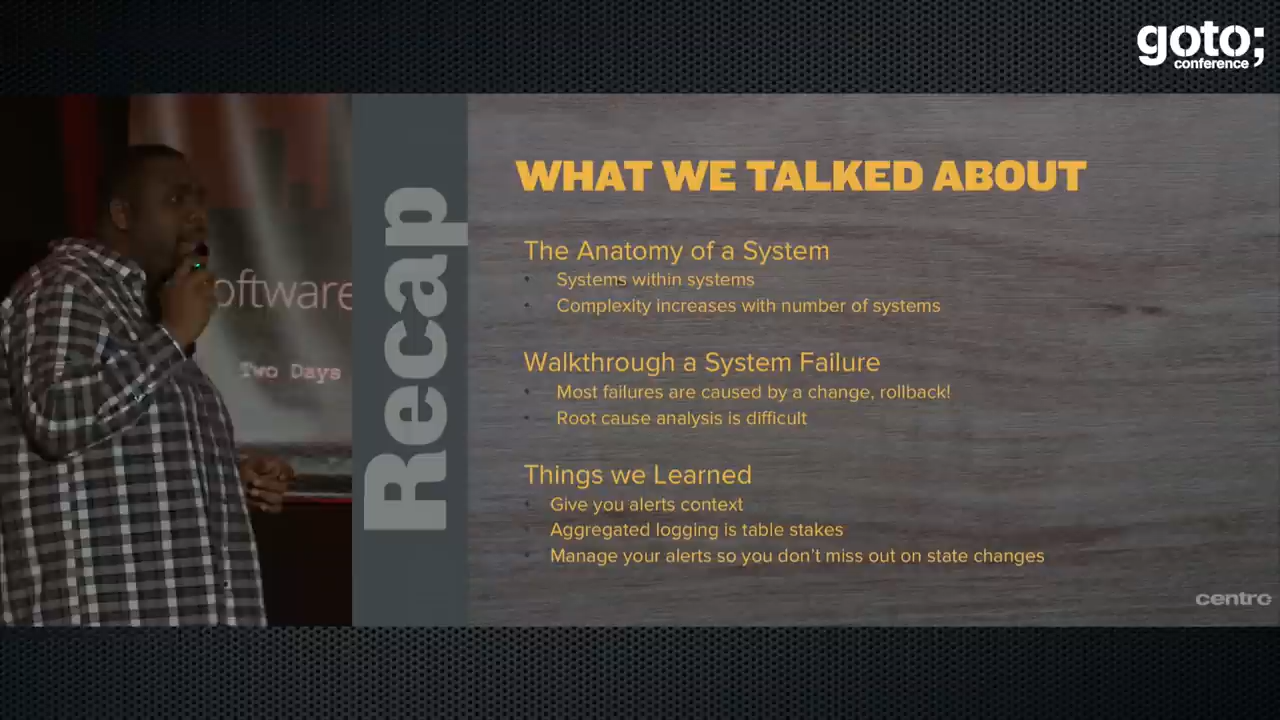 goto;
conference
oftware
Two Days
Recap
WHAT WE TALKED ABOUT
The Anatomy of a System
• Systems within systems
• Complexity increases with number of systems
Walkthrough a System Failure
• Most failures are caused by a change, rollback!
• Root cause analysis is difficult
Things we Learned
• Give you alerts context
• Aggregated logging is table stakes
• Manage your alerts so you don't miss out on state changes
centro